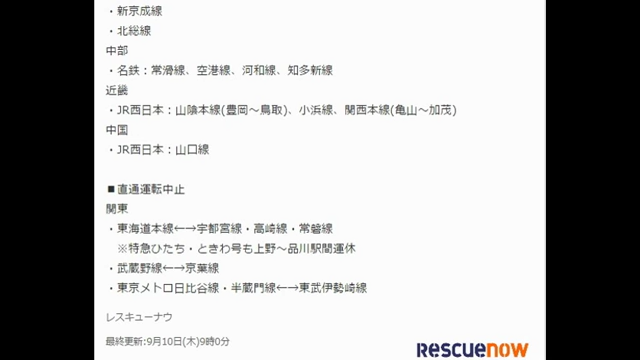 ・新京成線
・北総線
中部
・名鉄：常滑線、空港線、河和線、知多新線
近畿
・JR西日本：山陰本線(豊岡～鳥取)、小浜線、関西本線(亀山～加茂)
中国
・JR西日本：山口線
■直通運転中止
関東
・東海道本線←→宇都宮線・高崎線・常磐線
※特急ひたち・ときわ号も上野～品川駅間運休
・武蔵野線←→京葉線
・東京メトロ日比谷線・半蔵門線←→東武伊勢崎線
レスキューナウ
最終更新:9月10日(木)9時0分
RESCUENOW